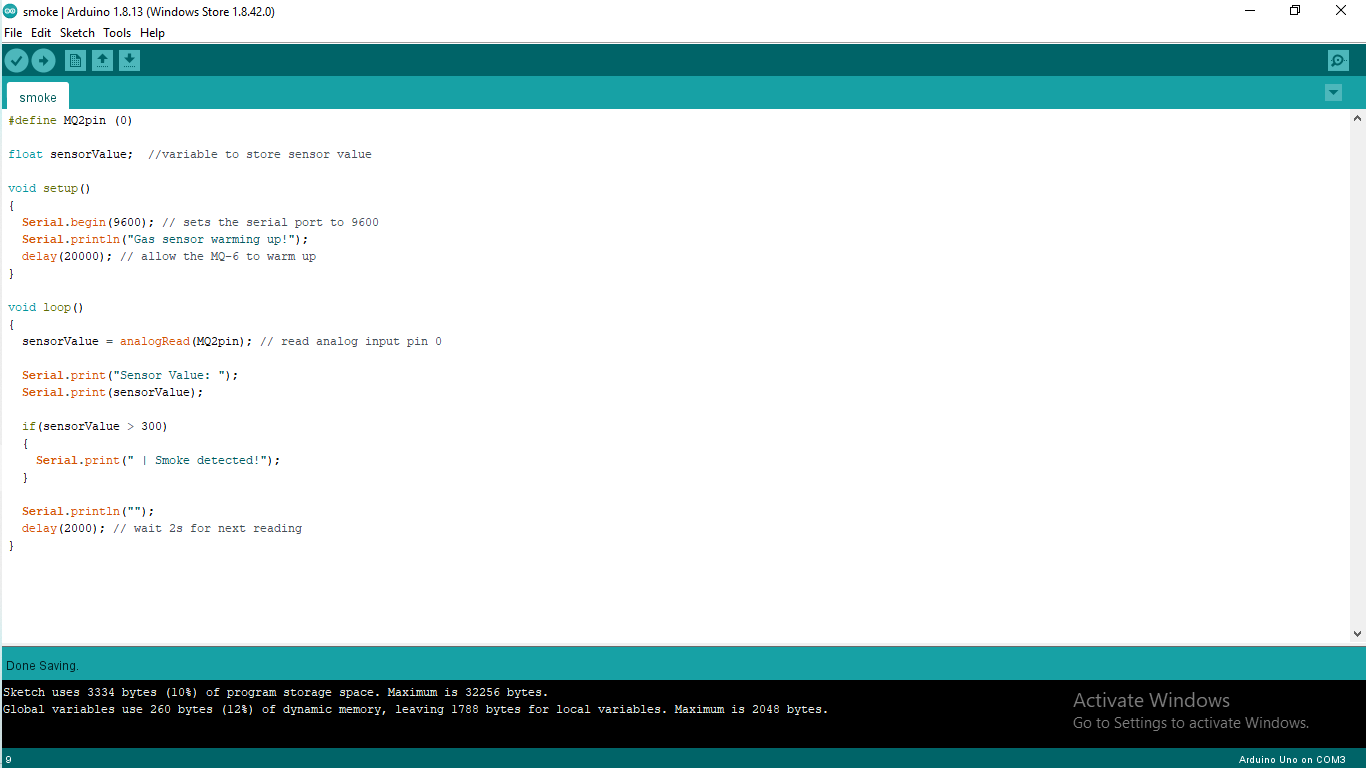 smoke | Arduino 1.8.13 (Windows Store 1.8.42.0)
File Edit Sketch Tools Help
smoke
#define MQ2pin (0)
float sensorValue;  //variable to store sensor value
void setup()
{
  Serial.begin(9600); // sets the serial port to 9600
  Serial.println("Gas sensor warming up!");
  delay(20000); // allow the MQ-6 to warm up
}
void loop()
{
  sensorValue = analogRead(MQ2pin); // read analog input pin 0
  Serial.print("Sensor Value: ");
  Serial.print(sensorValue);
  if(sensorValue > 300)
  {
    Serial.print(" | Smoke detected!");
  }
  Serial.println("");
  delay(2000); // wait 2s for next reading
}
Done Saving.
Sketch uses 3334 bytes (10%) of program storage space. Maximum is 32256 bytes.
Global variables use 260 bytes (12%) of dynamic memory, leaving 1788 bytes for local variables. Maximum is 2048 bytes.
Activate Windows
Go to Settings to activate Windows.
9
Arduino Uno on COM3